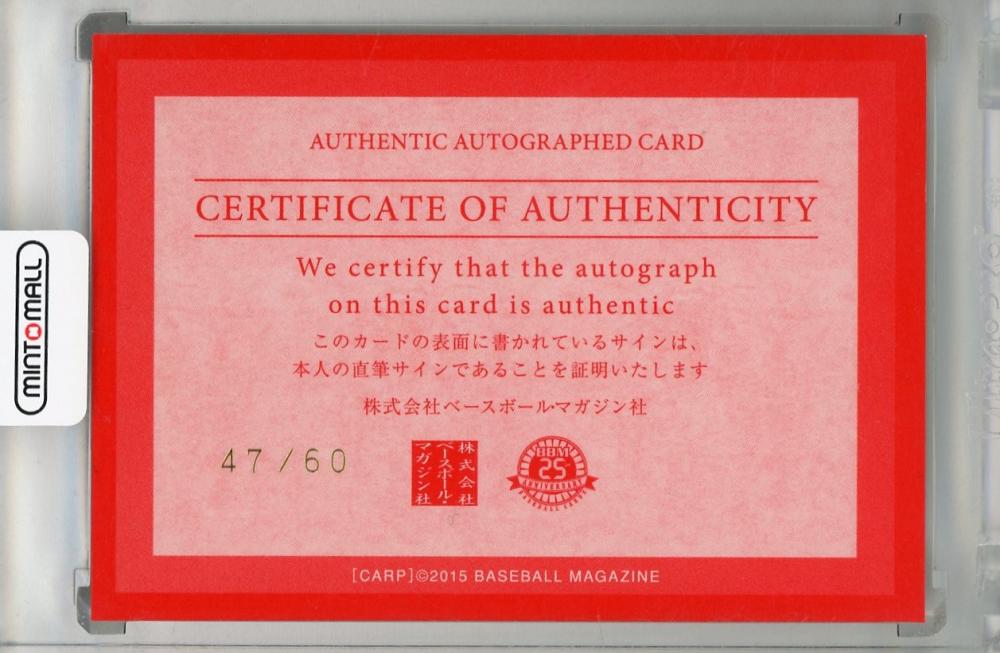 AUTHENTIC AUTOGRAPHED CARD
CERTIFICATE OF AUTHENTICITY
We certify that the autograph
on this card is authentic
このカードの表面に書かれているサインは、
本人の直筆サインであることを証明いたします
株式会社ベースボール・マガジン社
47/60
株式会社
ベースボール・
マガジン社
BBM
25
ANNIVERSARY
BASEBALL CARDS
[CARP]©2015 BASEBALL MAGAZINE
MINTOMALL